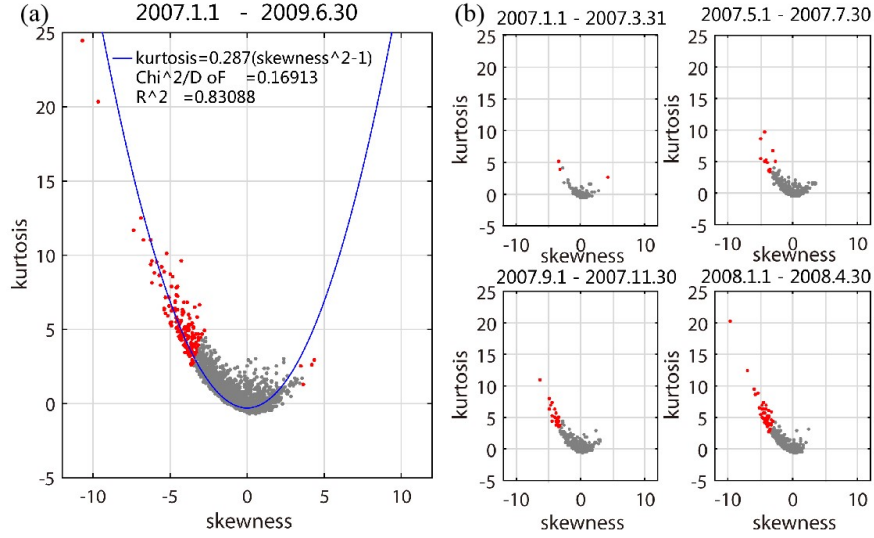 (a)
2007.1.1 - 2009.6.30
kurtosis=0.287(skewness^2-1)
Chi^2/D oF =0.16913
R^2 =0.83088
25
20
15
10
5
0
-5
kurtosis
-10 -5 0 5 10
skewness
(b)
2007.1.1 - 2007.3.31
25
20
15
10
5
0
-5
kurtosis
-10 0 10
skewness
2007.5.1 - 2007.7.30
25
20
15
10
5
0
-5
kurtosis
-10 0 10
skewness
2007.9.1 - 2007.11.30
25
20
15
10
5
0
-5
kurtosis
-10 0 10
skewness
2008.1.1 - 2008.4.30
25
20
15
10
5
0
-5
kurtosis
-10 0 10
skewness